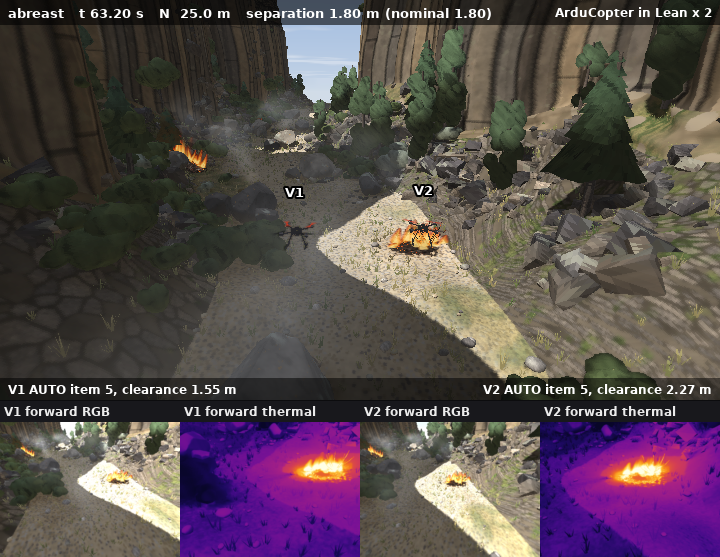 abreast t 63.20 s N 25.0 m separation 1.80 m (nominal 1.80) ArduCopter in Lean x 2
V1 V2
V1 AUTO item 5, clearance 1.55 m V2 AUTO item 5, clearance 2.27 m
V1 forward RGB V1 forward thermal V2 forward RGB V2 forward thermal